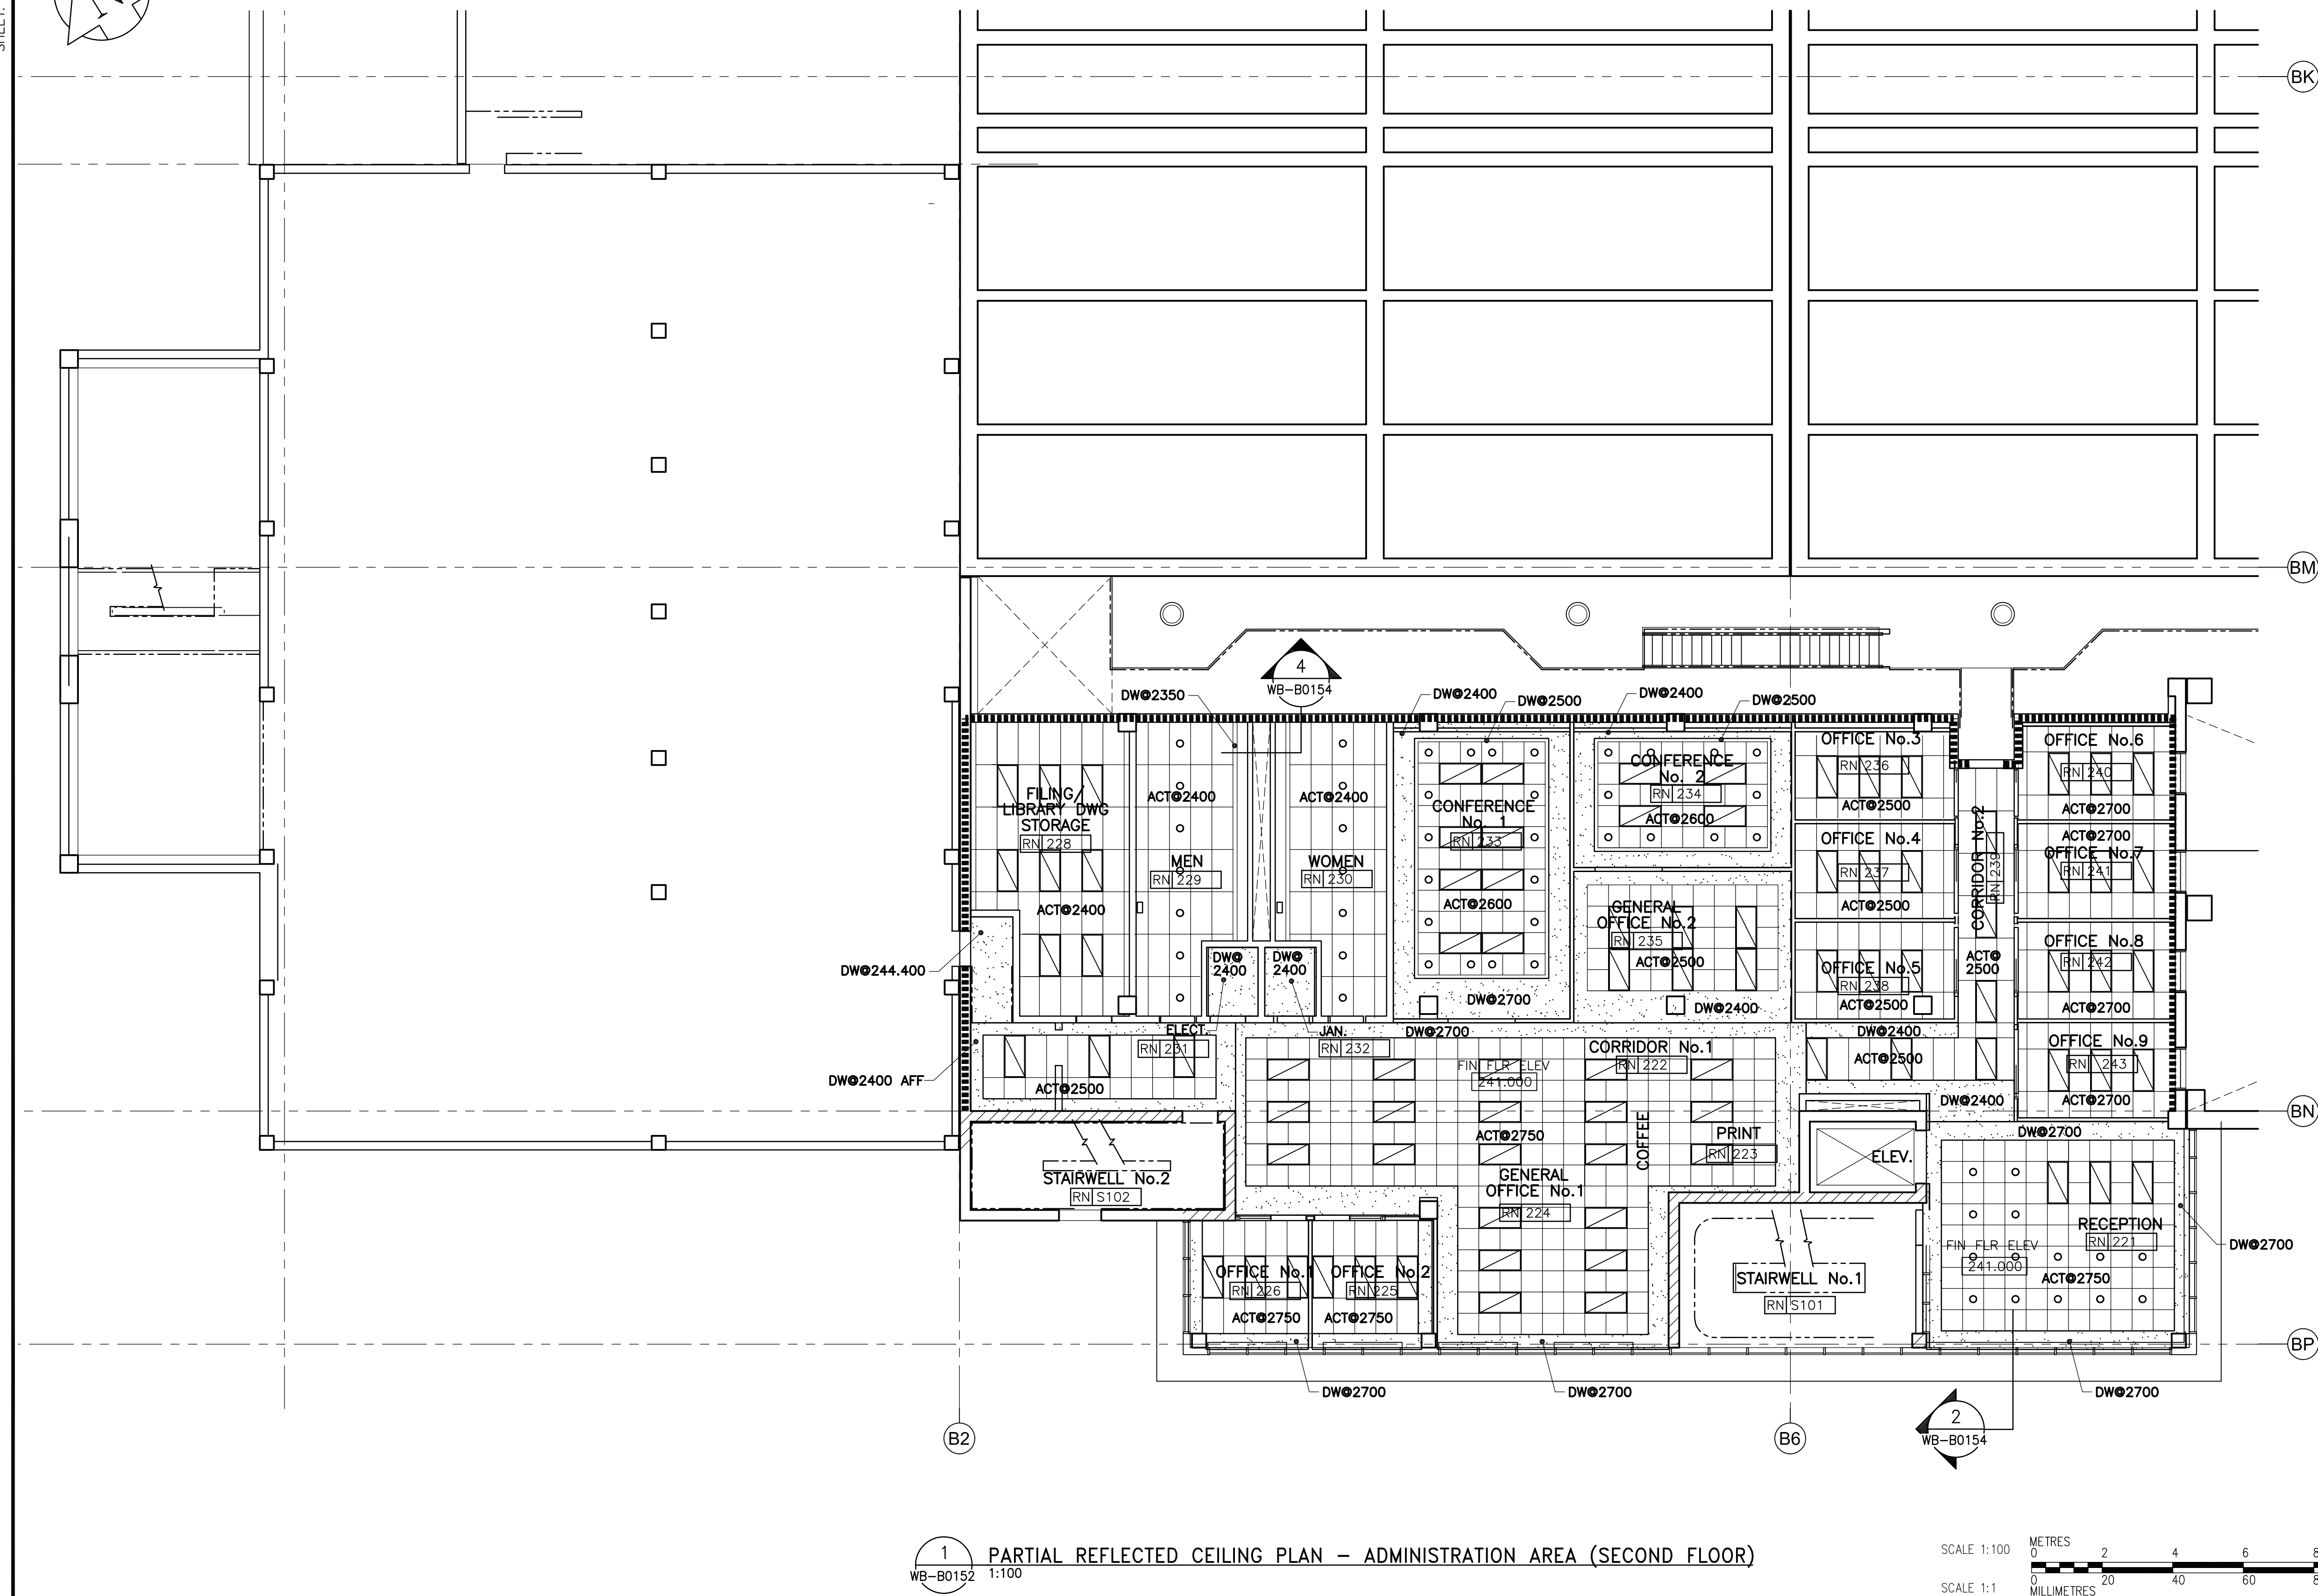 SHEET:
N
BK
BM
4
WB-B0154
DW@2350
DW@2400
DW@2500
DW@2400
DW@2500
OFFICE No.3
RN 236
ACT@2500
OFFICE No.6
RN 240
ACT@2700
FILING/
LIBRARY DWG
STORAGE
RN 228
ACT@2400
ACT@2400
MEN
RN 229
ACT@2400
WOMEN
RN 230
CONFERENCE
No. 1
RN 233
ACT@2600
CONFERENCE
No. 2
RN 234
ACT@2600
OFFICE No.4
RN 237
ACT@2500
CORRIDOR No.2
RN 239
ACT@
2500
ACT@2700
OFFICE No.7
RN 241
GENERAL
OFFICE No.2
RN 235
ACT@2500
OFFICE No.5
RN 238
ACT@2500
OFFICE No.8
RN 242
ACT@2700
DW@244.400
DW@
2400
DW@
2400
DW@2700
DW@2400
ELECT.
RN 231
JAN.
RN 232
DW@2700
CORRIDOR No.1
RN 222
DW@2400
ACT@2500
OFFICE No.9
RN 243
ACT@2700
DW@2400 AFF
ACT@2500
FIN FLR ELEV
241.000
DW@2400
BN
ACT@2750
COFFEE
PRINT
RN 223
DW@2700
ELEV.
STAIRWELL No.2
RN S102
GENERAL
OFFICE No.1
RN 224
RECEPTION
RN 221
FIN FLR ELEV
241.000
ACT@2750
DW@2700
OFFICE No.1
RN 226
ACT@2750
OFFICE No.2
RN 225
ACT@2750
STAIRWELL No.1
RN S101
BP
DW@2700
DW@2700
DW@2700
B2
B6
2
WB-B0154
1
WB-B0152
PARTIAL REFLECTED CEILING PLAN – ADMINISTRATION AREA (SECOND FLOOR)
1:100
SCALE 1:100
METRES
0 2 4 6 8
SCALE 1:1
0 20 40 60 8
MILLIMETRES